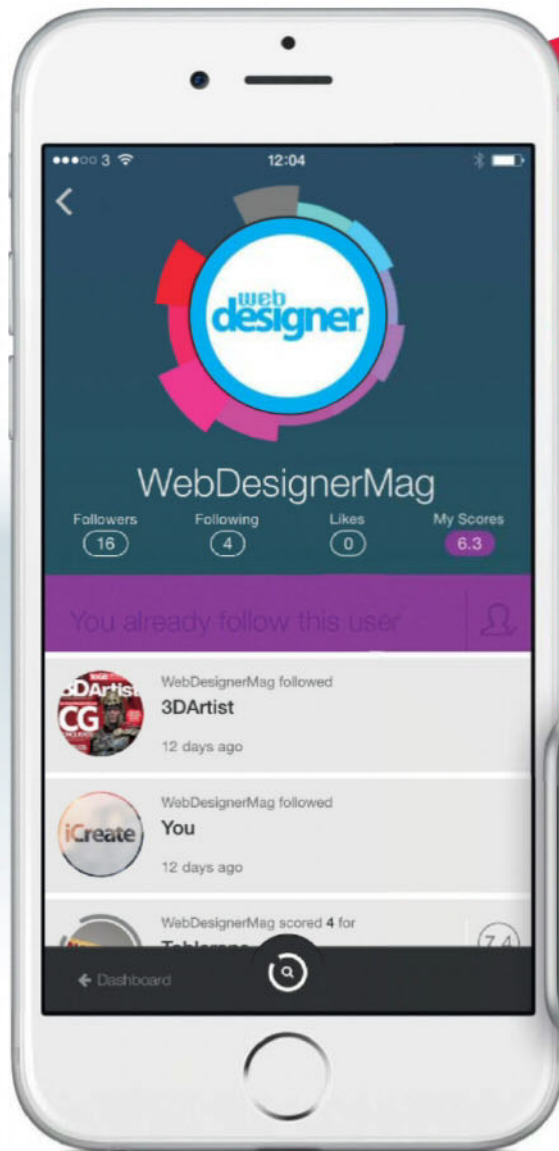 3
12:04
web
designer
WebDesignerMag
Followers
Following
Likes
My Scores
16
4
0
6.3
You already follow this user
3DArtist
CG
WebDesignerMag followed
3DArtist
12 days ago
iCreate
WebDesignerMag followed
You
12 days ago
WebDesignerMag scored 4 for
7.4
Dashboard